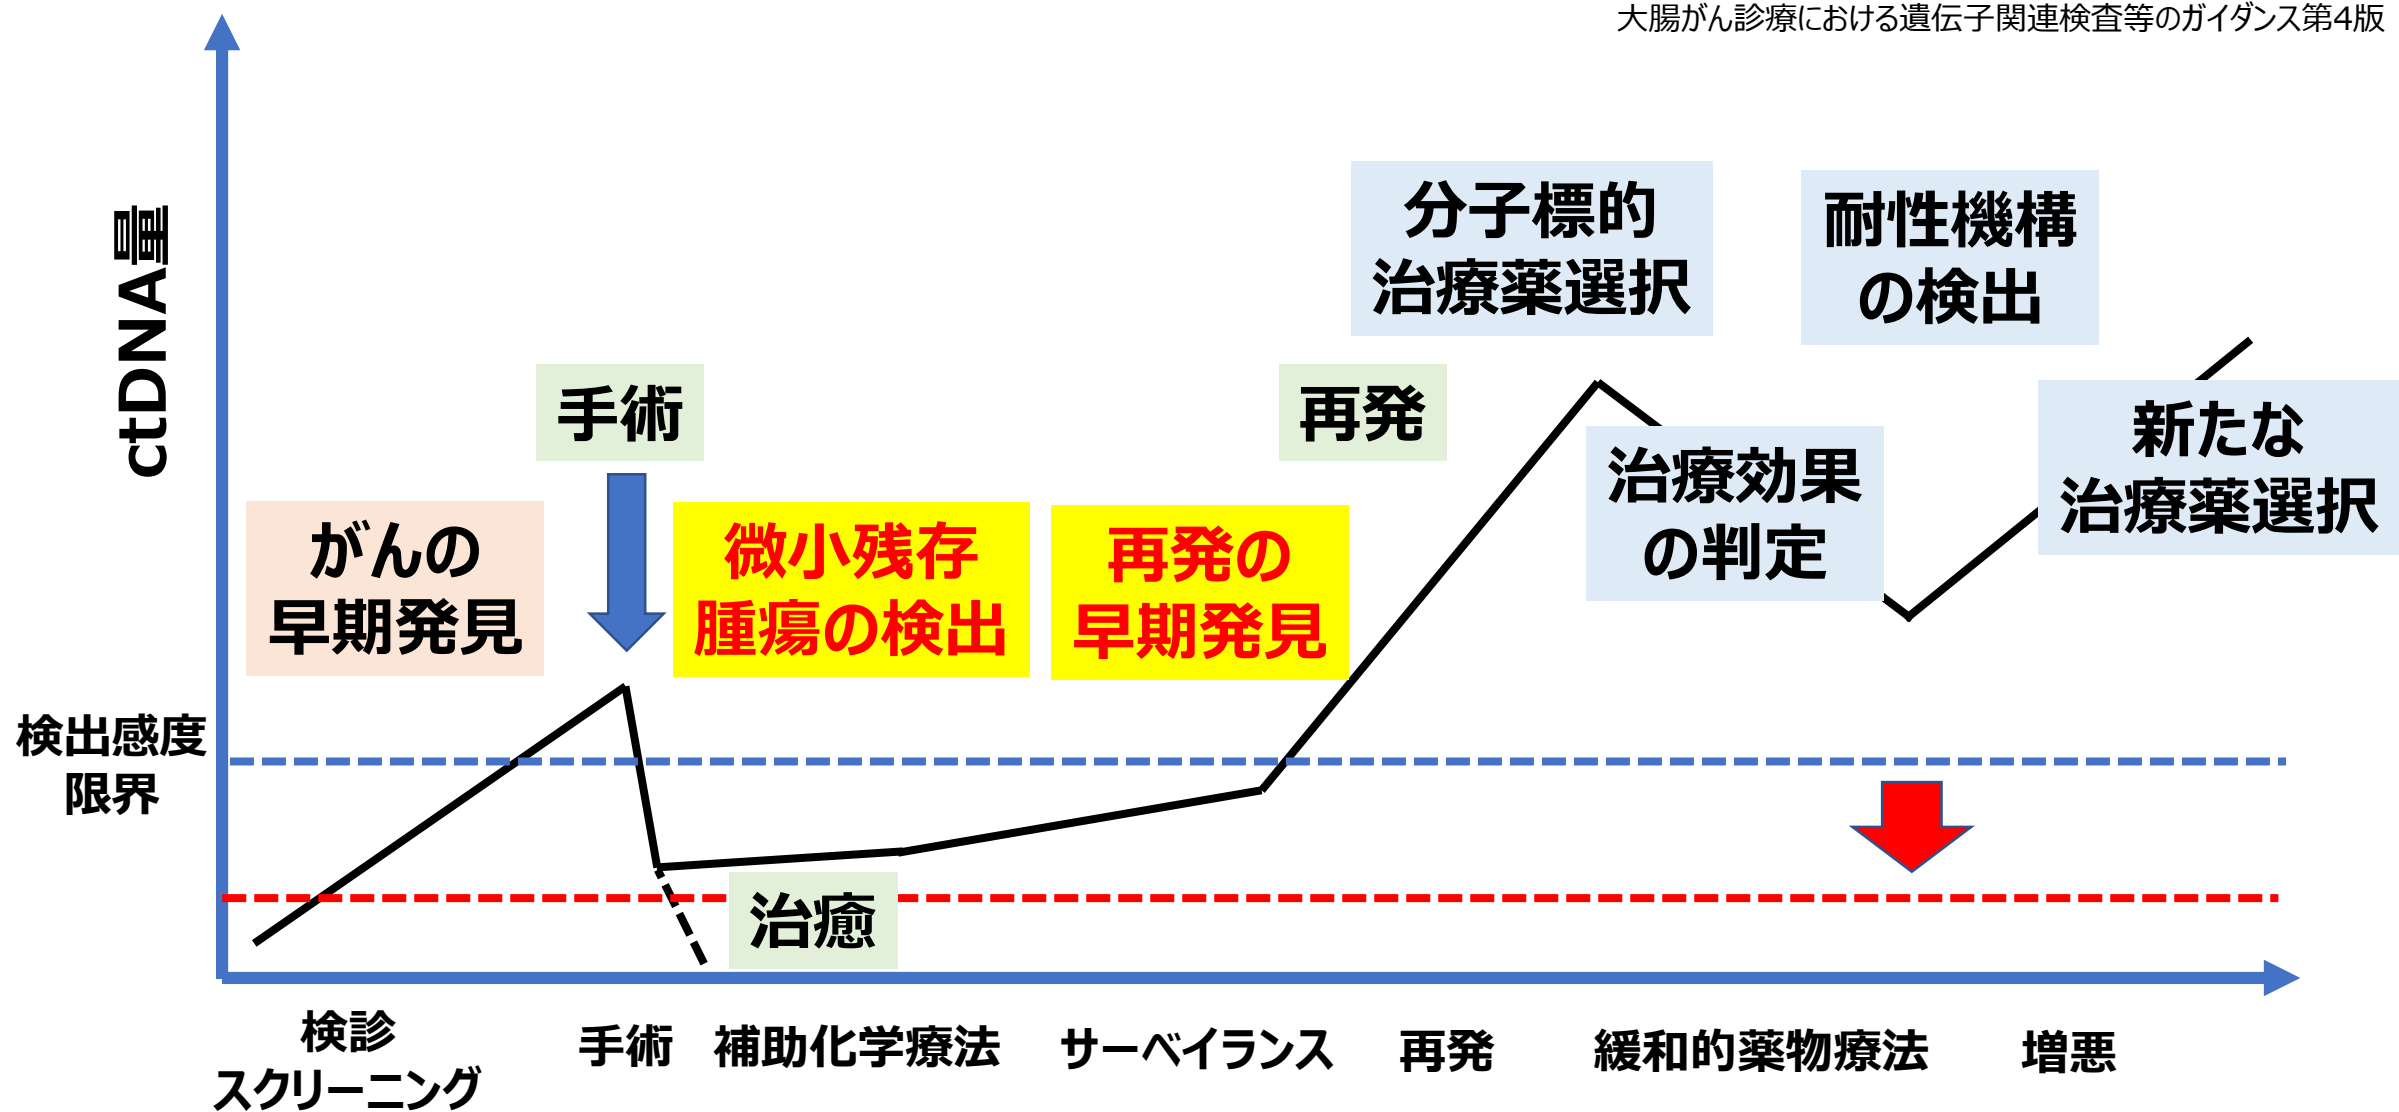 大腸がん診療における遺伝子関連検査等のガイダンス第4版
ctDNA量
分子標的
治療薬選択
耐性機構
の検出
手術
再発
新たな
治療薬選択
治療効果
の判定
がんの
早期発見
微小残存
腫瘍の検出
再発の
早期発見
検出感度
限界
治癒
検診
スクリーニング
手術
補助化学療法
サーベイランス
再発
緩和的薬物療法
増悪